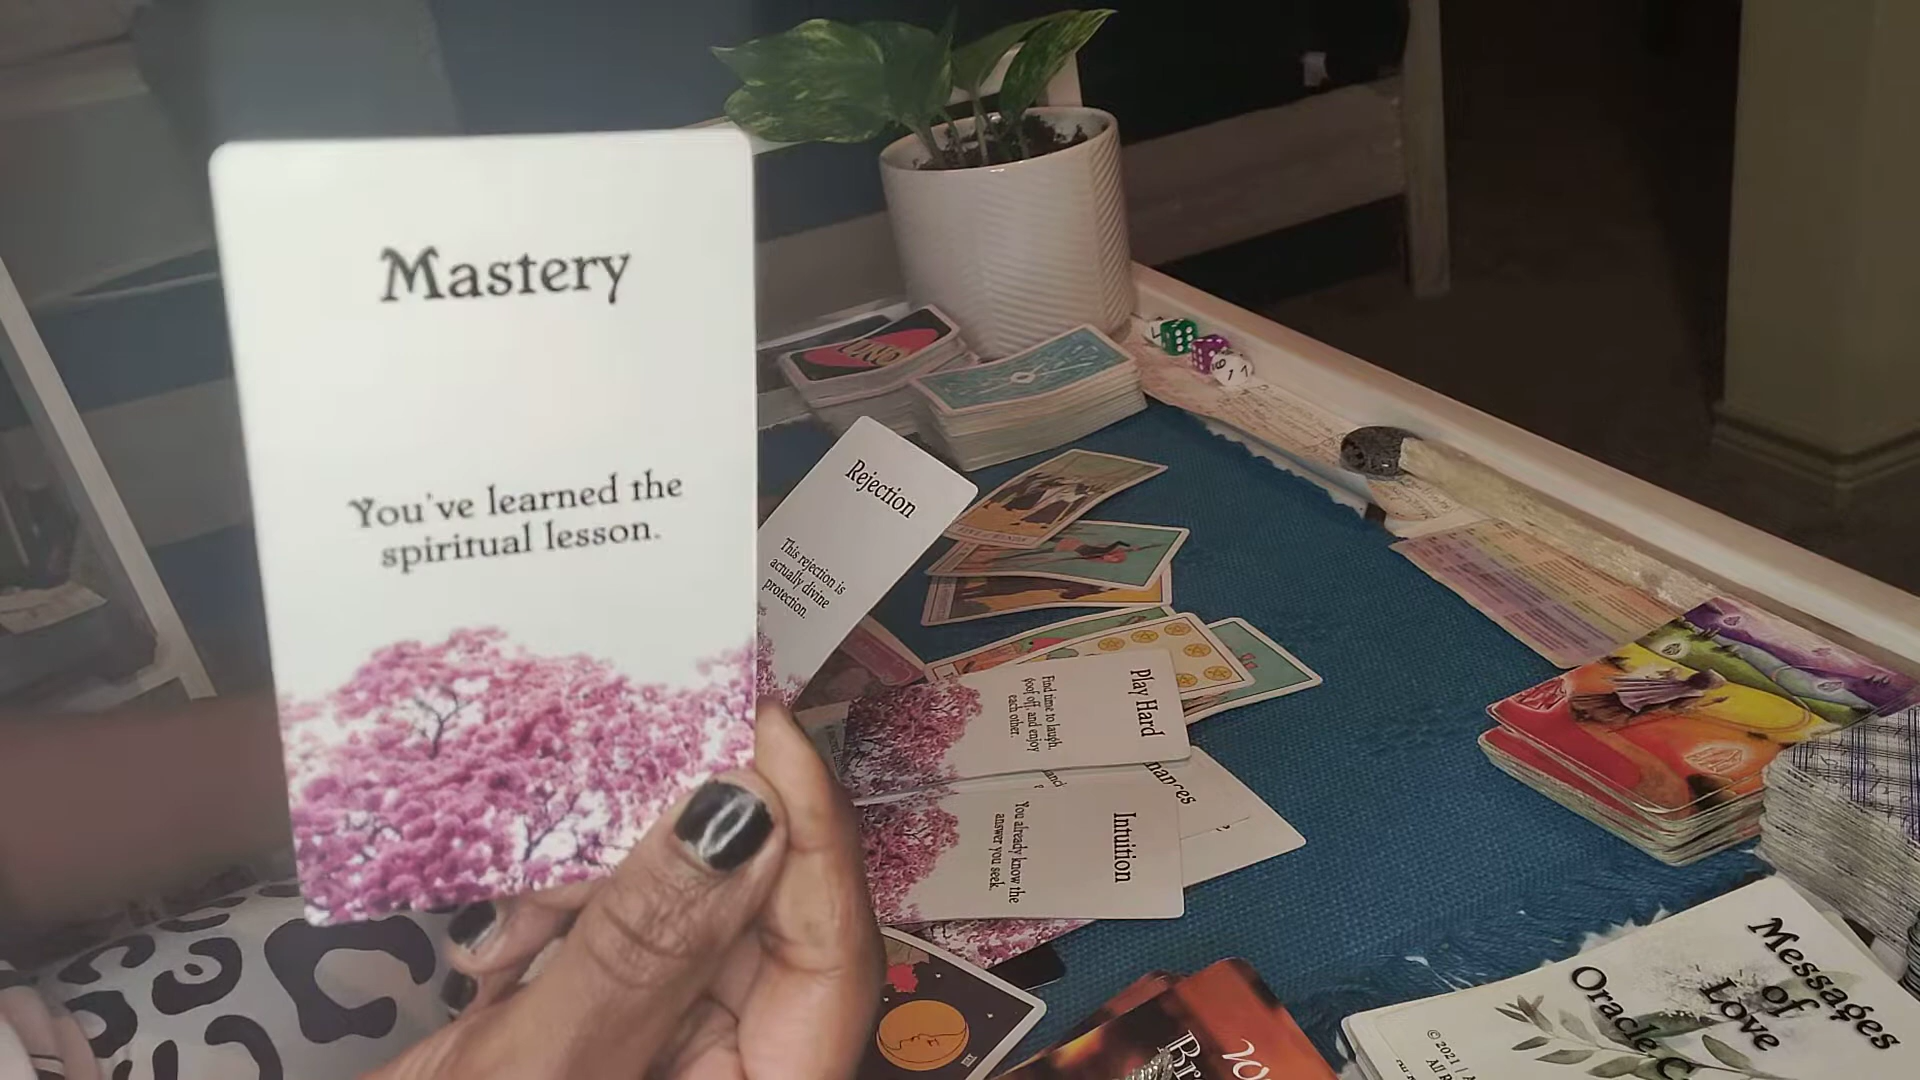 Mastery
You've learned the
spiritual lesson.
UNO
Rejection
This rejection is
actually divine
protection.
Play Hard
Find time to laugh,
goof off, and enjoy
each other.
Intuition
You already know the
answer you seek.
Messages
of
Love
Oracle C
© 2021 |